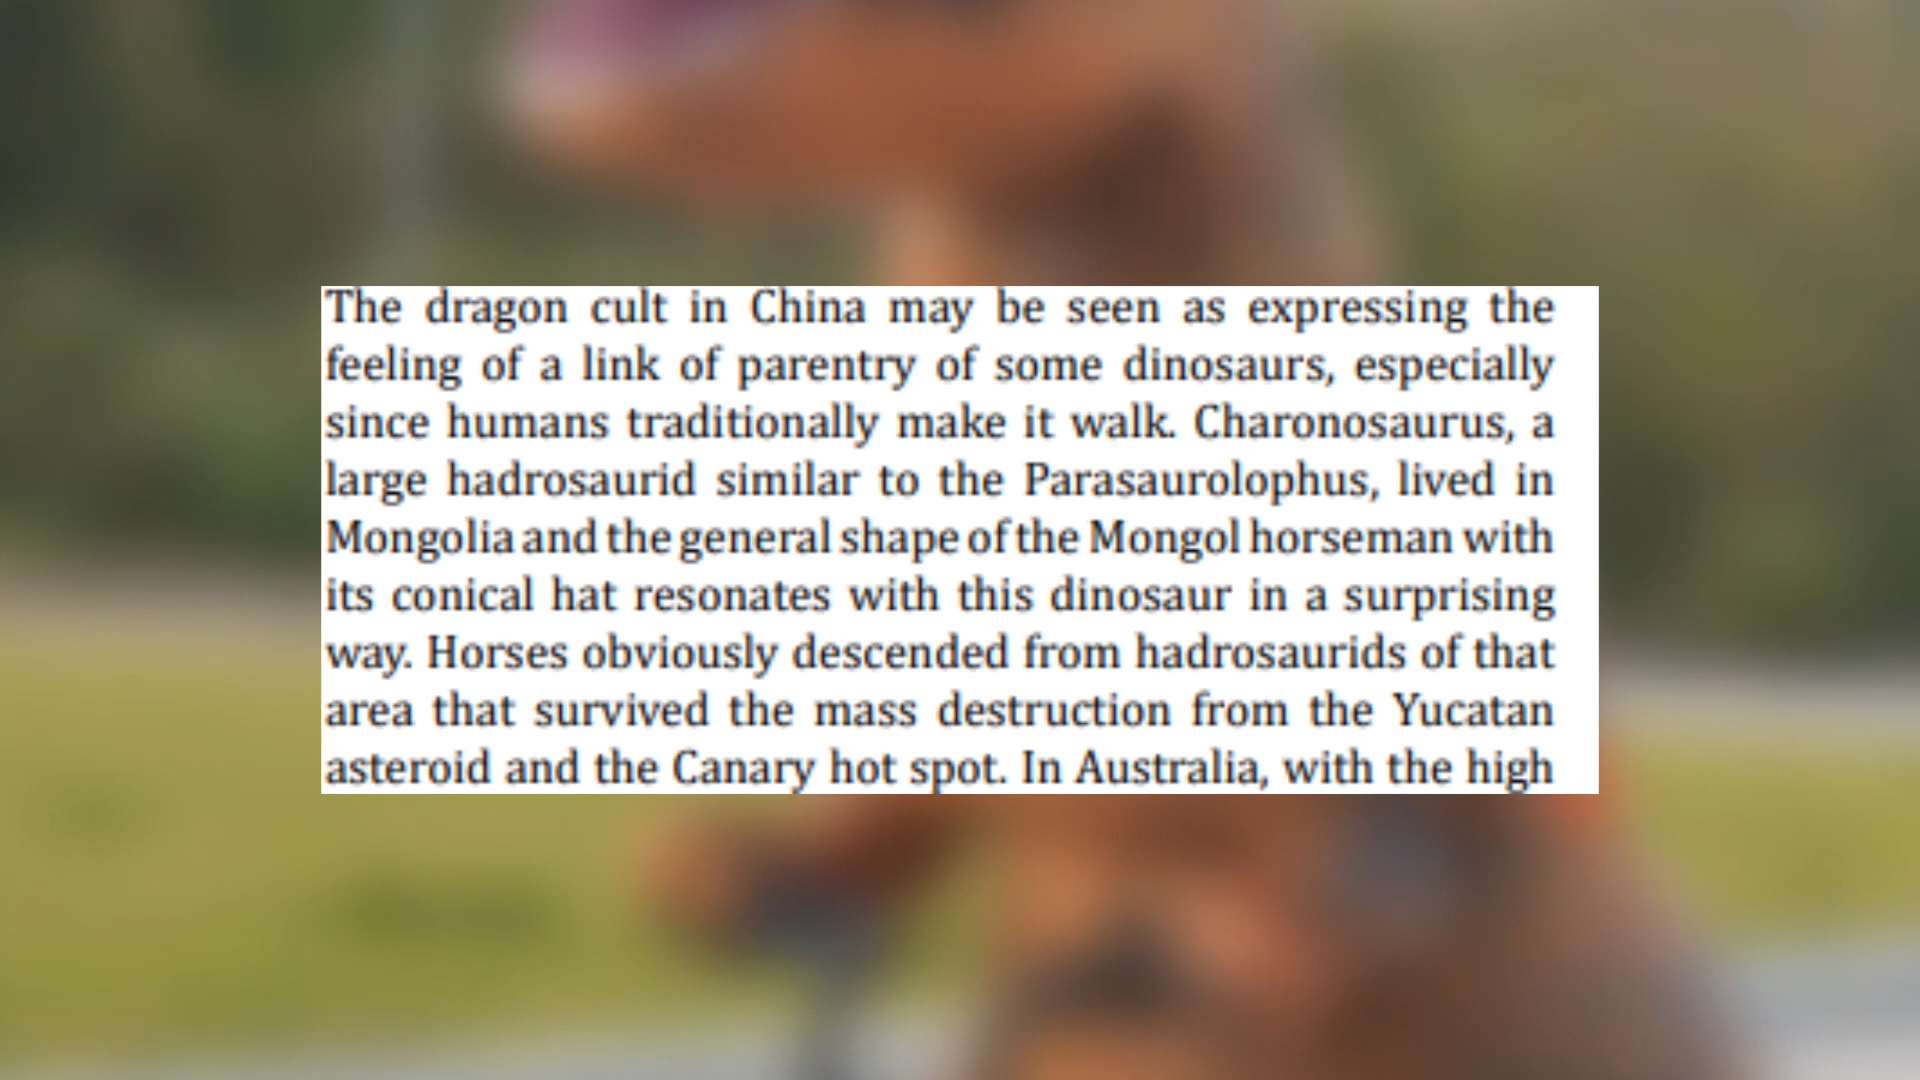 The dragon cult in China may be seen as expressing the
feeling of a link of parentry of some dinosaurs, especially
since humans traditionally make it walk. Charonosaurus, a
large hadrosaurid similar to the Parasaurolophus, lived in
Mongolia and the general shape of the Mongol horseman with
its conical hat resonates with this dinosaur in a surprising
way. Horses obviously descended from hadrosaurids of that
area that survived the mass destruction from the Yucatan
asteroid and the Canary hot spot. In Australia, with the high